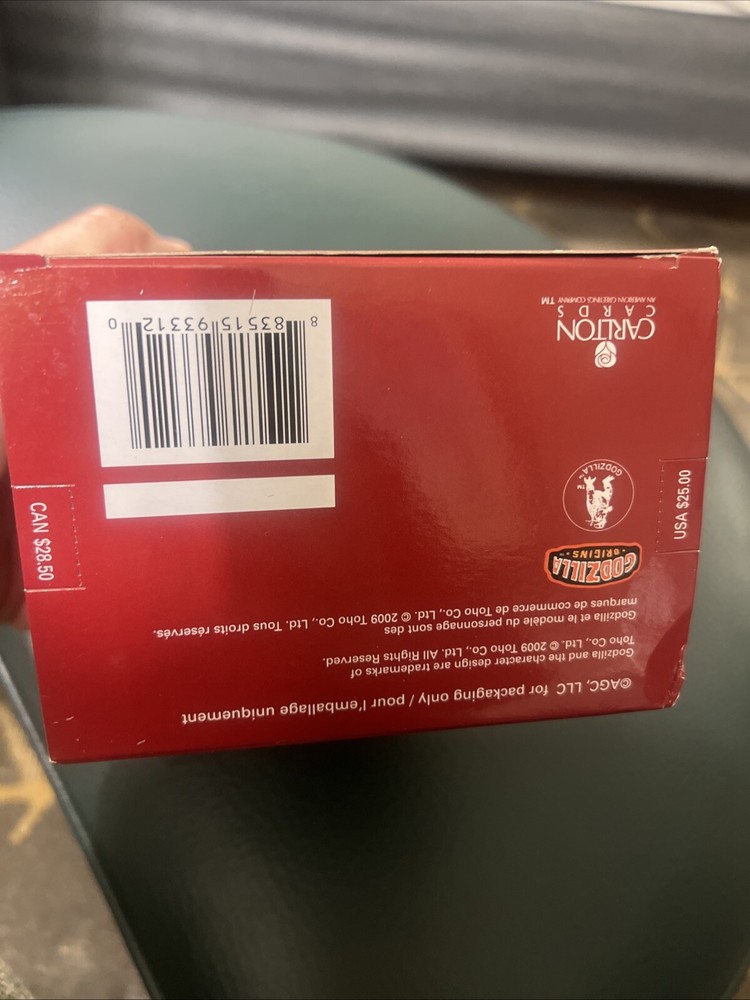 ©AGC, LLC for packaging only / pour l'emballage uniquement
Godzilla and the character design are trademarks of
Toho Co., Ltd. © 2009 Toho Co., Ltd. All Rights Reserved.
Godzilla et le modèle du personnage sont des
marques de commerce de Toho Co., Ltd. © 2009 Toho Co., Ltd. Tous droits réservés.
GODZILLA
ORIGINS
GODZILLA™
CARLTON
CARDS
AN AMERICAN GREETINGS COMPANY TM
USA $25.00
CAN $28.50
8 83515 93312 0